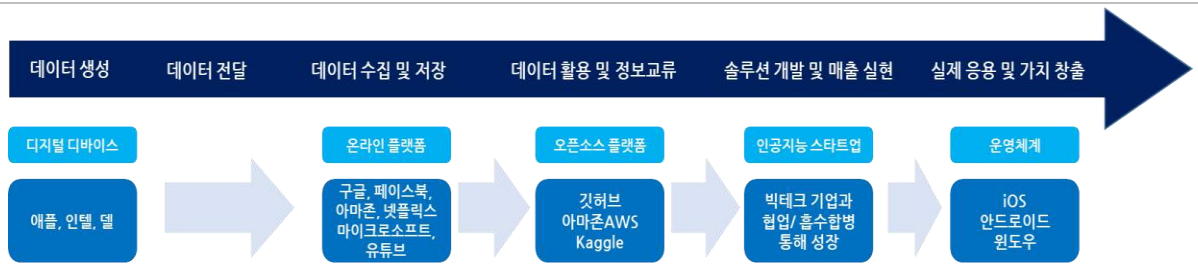 데이터 생성
데이터 전달
데이터 수집 및 저장
데이터 활용 및 정보교류
솔루션 개발 및 매출 실현
실제 응용 및 가치 창출
디지털 디바이스
온라인 플랫폼
오픈소스 플랫폼
인공지능 스타트업
운영체계
애플, 인텔, 델
구글, 페이스북,
아마존, 넷플릭스
마이크로소프트,
유튜브
깃허브
아마존AWS
Kaggle
빅테크 기업과
협업/ 흡수합병
통해 성장
iOS
안드로이드
윈도우